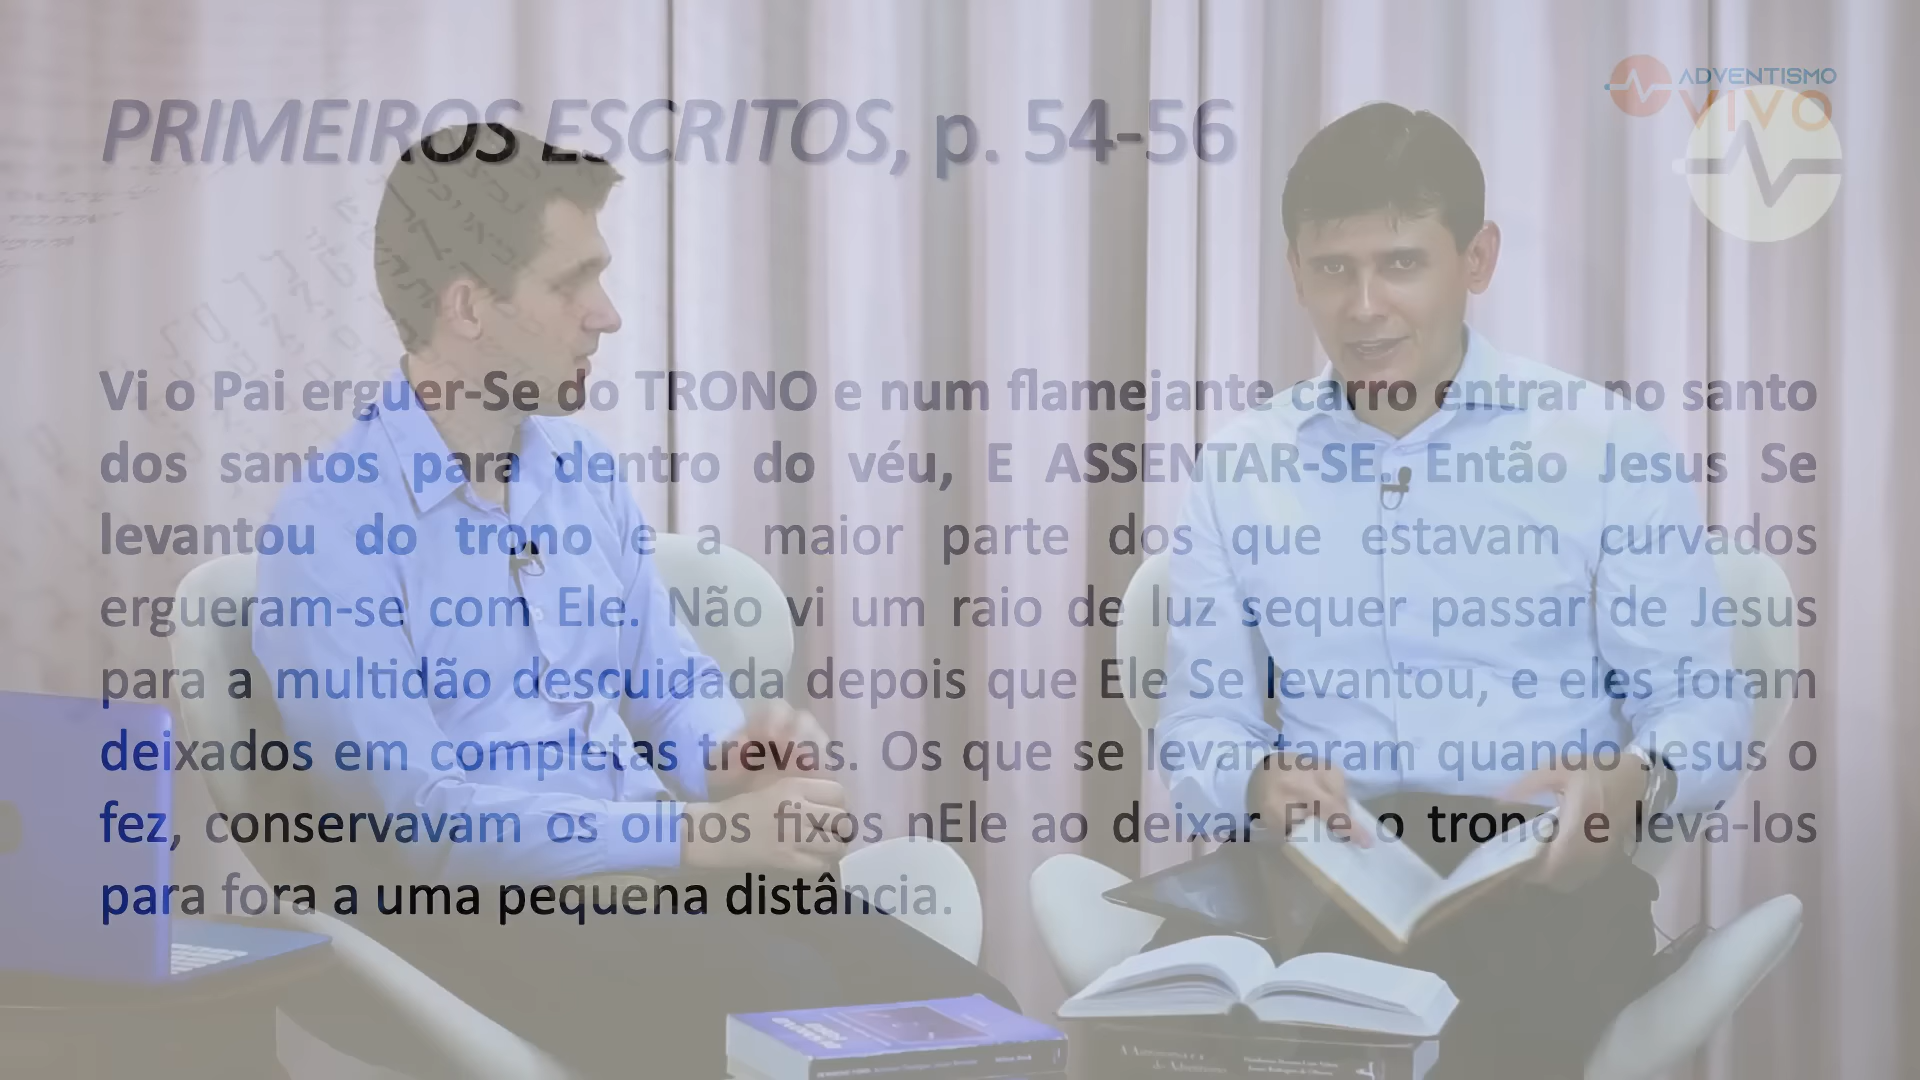 ADVENTISMO
VIVO
PRIMEIROS ESCRITOS, p. 54-56
Vi o Pai erguer-Se do TRONO e num flamejante carro entrar no santo
dos santos para dentro do véu, E ASSENTAR-SE. Então Jesus Se
levantou do trono e a maior parte dos que estavam curvados
ergueram-se com Ele. Não vi um raio de luz sequer passar de Jesus
para a multidão descuidada depois que Ele Se levantou, e eles foram
deixados em completas trevas. Os que se levantaram quando Jesus o
fez, conservavam os olhos fixos nEle ao deixar Ele o trono e levá-los
para fora a uma pequena distância.